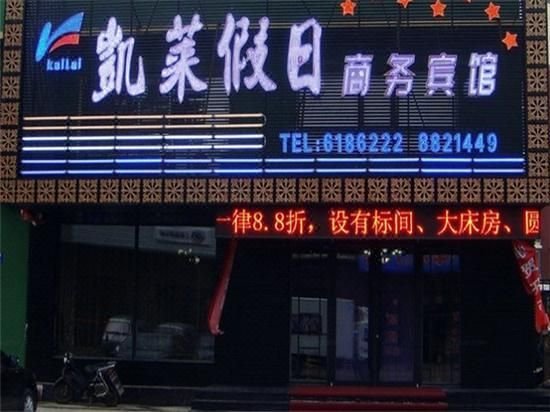 凯莱假日 商务宾馆
TEL:6186222 8821449
一律8.8折，设有标间、大床房、圆